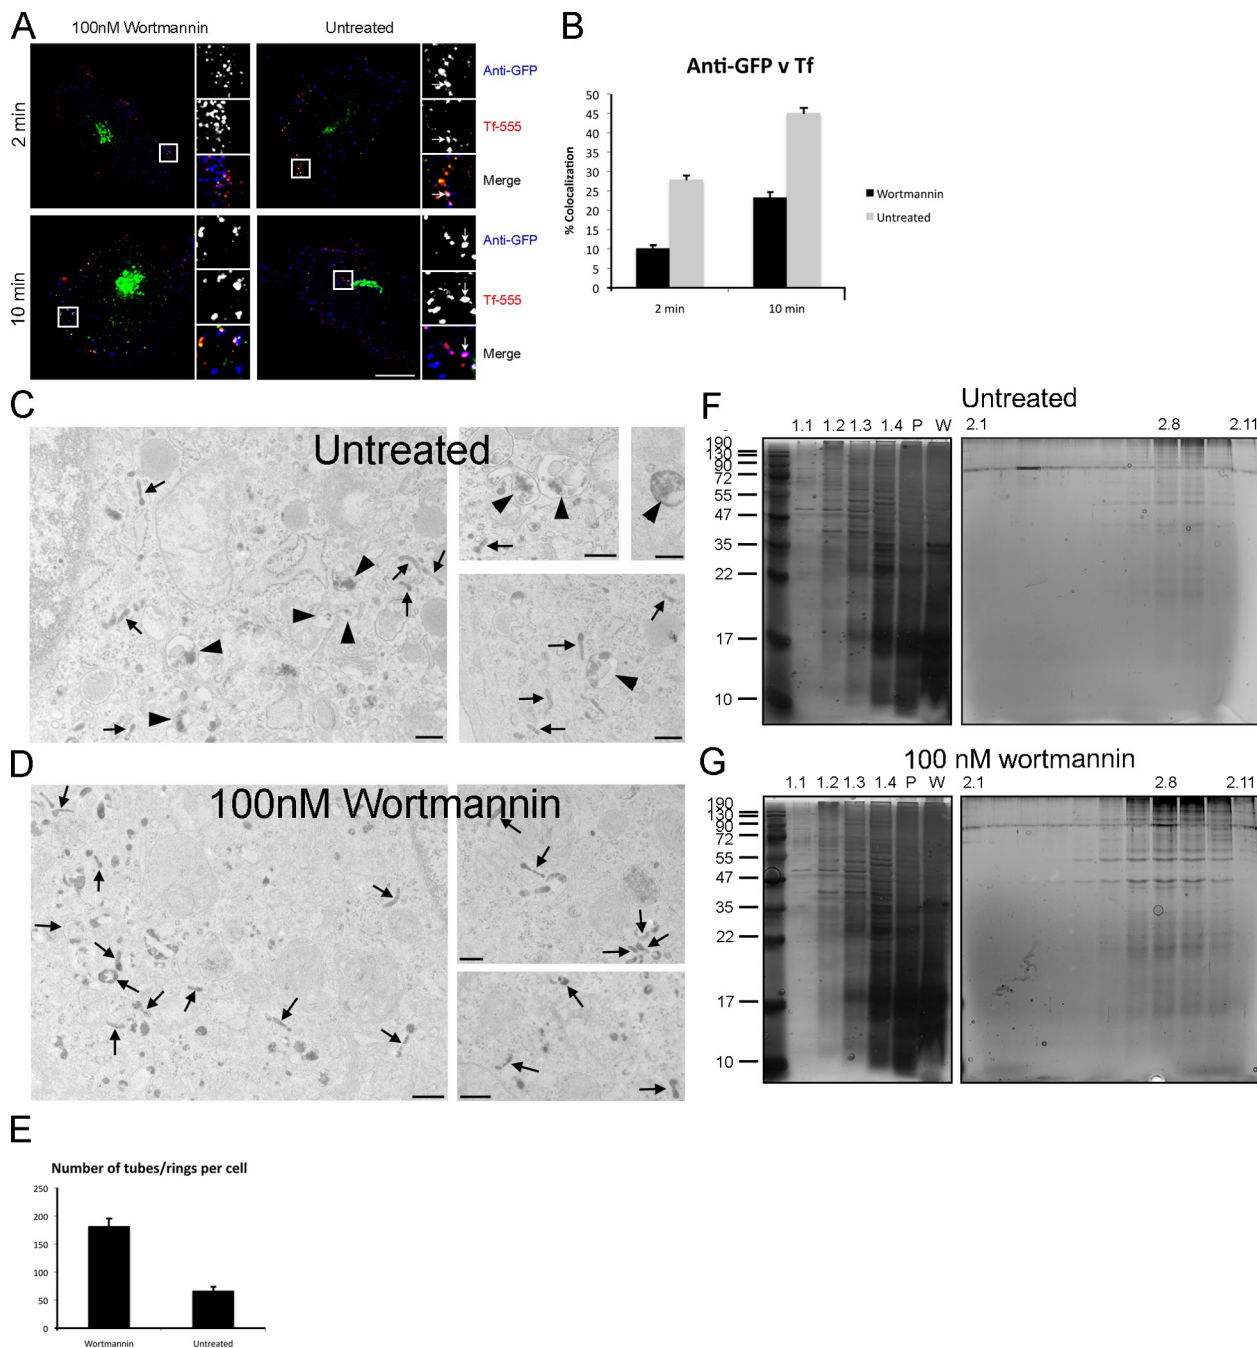 A
100nM Wortmannin
Untreated
2 min
Anti-GFP
Tf-555
Merge
10 min
Anti-GFP
Tf-555
Merge
B
Anti-GFP v Tf
% Colocalization
50
45
40
35
30
25
20
15
10
5
0
2 min
10 min
Wortmannin
Untreated
C
Untreated
D
100nM Wortmannin
E
Number of tubes/rings per cell
250
200
150
100
50
0
Wortmannin
Untreated
F
Untreated
1.1 1.2 1.3 1.4 P W
2.1 2.8 2.11
190
130
90
72
55
47
35
22
17
10
G
100 nM wortmannin
1.1 1.2 1.3 1.4 P W
2.1 2.8 2.11
190
130
90
72
55
47
35
22
17
10